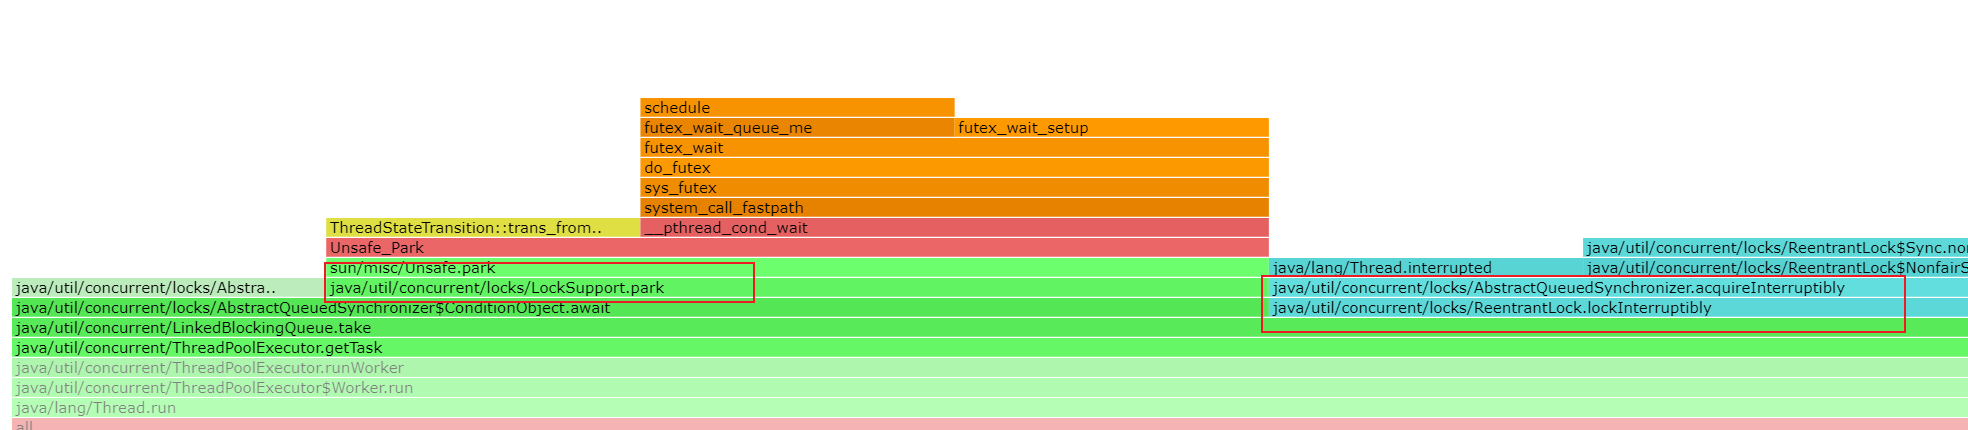 schedule
futex_wait_queue_me futex_wait_setup
futex_wait
do_futex
sys_futex
system_call_fastpath
ThreadStateTransition::trans_from.. __pthread_cond_wait
Unsafe_Park java/util/concurrent/locks/ReentrantLock$Sync.no
sun/misc/Unsafe.park java/lang/Thread.interrupted java/util/concurrent/locks/ReentrantLock$NonfairS
java/util/concurrent/locks/Abstra.. java/util/concurrent/locks/LockSupport.park java/util/concurrent/locks/AbstractQueuedSynchronizer.acquireInterruptibly
java/util/concurrent/locks/AbstractQueuedSynchronizer$ConditionObject.await java/util/concurrent/locks/ReentrantLock.lockInterruptibly
java/util/concurrent/LinkedBlockingQueue.take
java/util/concurrent/ThreadPoolExecutor.getTask
java/util/concurrent/ThreadPoolExecutor.runWorker
java/util/concurrent/ThreadPoolExecutor$Worker.run
java/lang/Thread.run
all